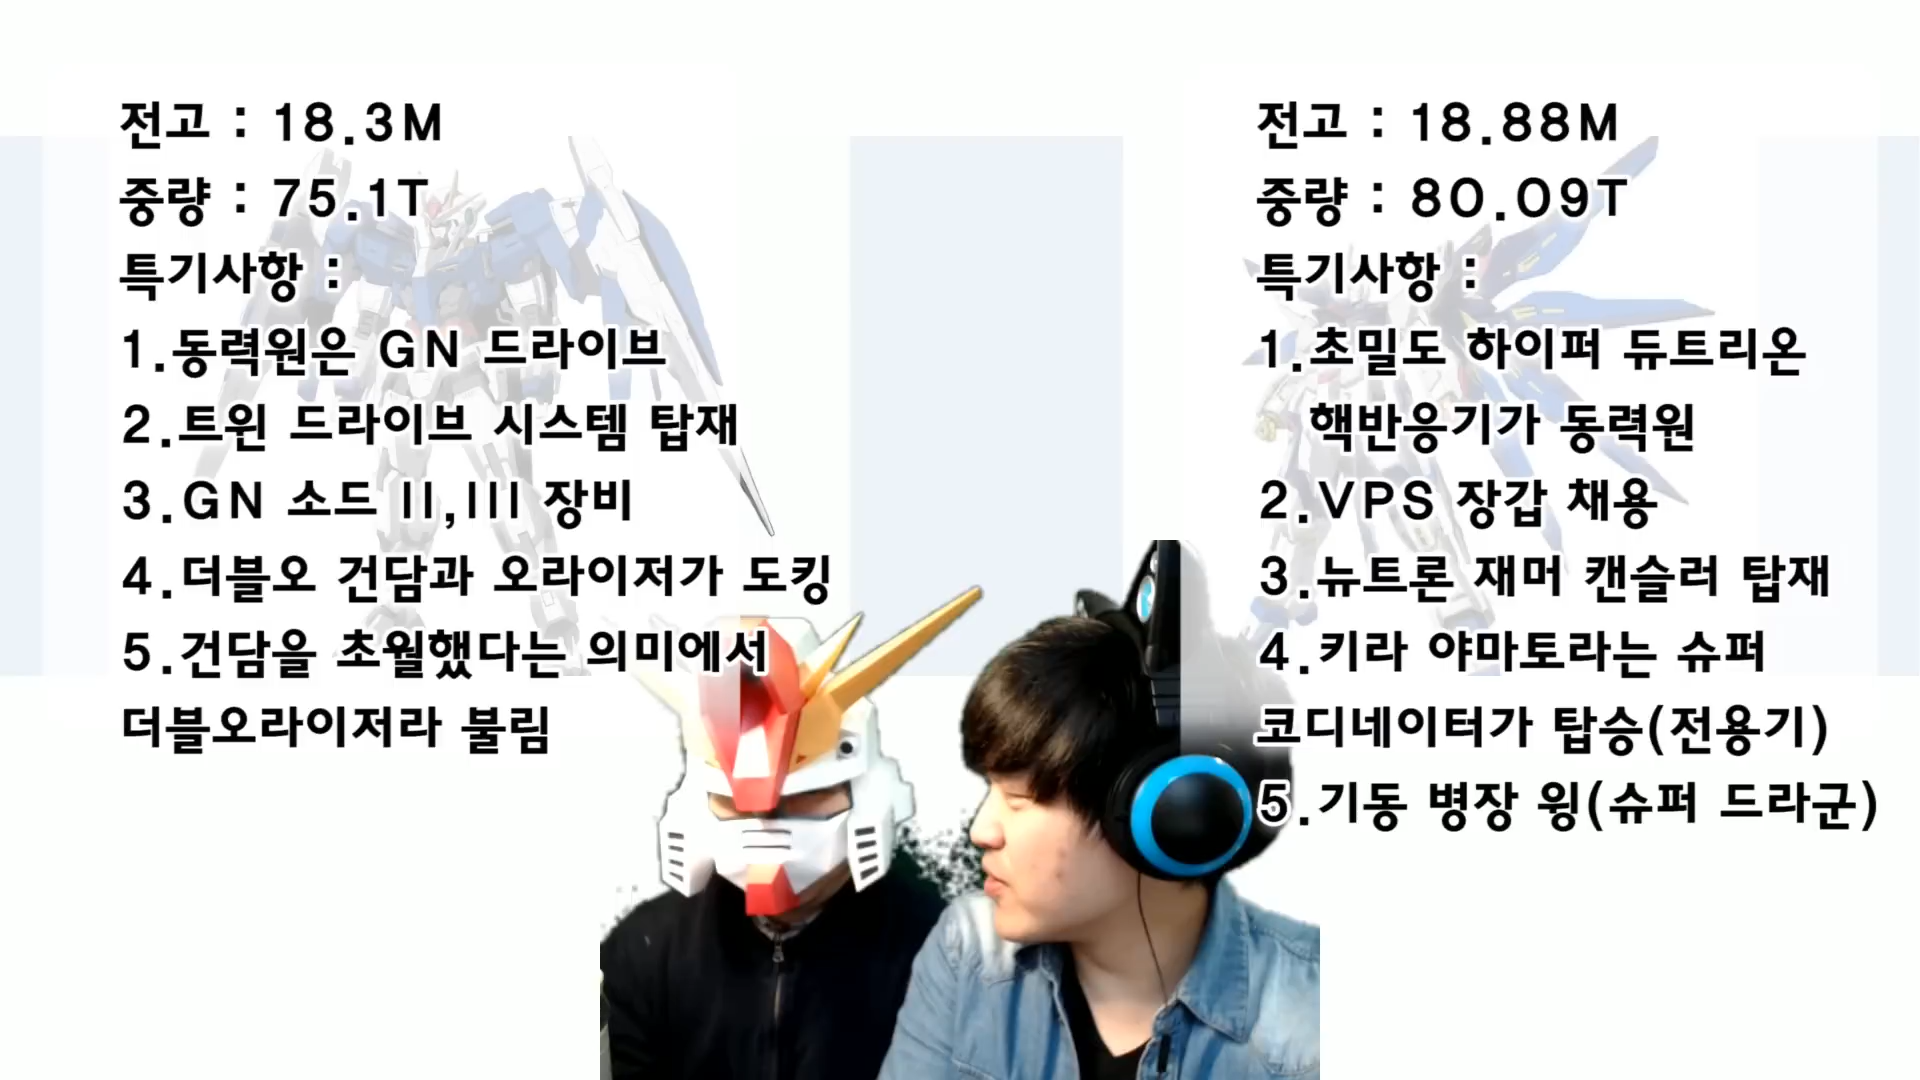 전고 : 18.3M
중량 : 75.1T
특기사항 :
1.동력원은 GN 드라이브
2.트윈 드라이브 시스템 탑재
3.GN 소드 II,III 장비
4.더블오 건담과 오라이저가 도킹
5.건담을 초월했다는 의미에서
더블오라이저라 불림
전고 : 18.88M
중량 : 80.09T
특기사항 :
1.초밀도 하이퍼 듀트리온
핵반응기가 동력원
2.VPS 장갑 채용
3.뉴트론 재머 캔슬러 탑재
4.키라 야마토라는 슈퍼
코디네이터가 탑승(전용기)
5.기동 병장 윙(슈퍼 드라군)